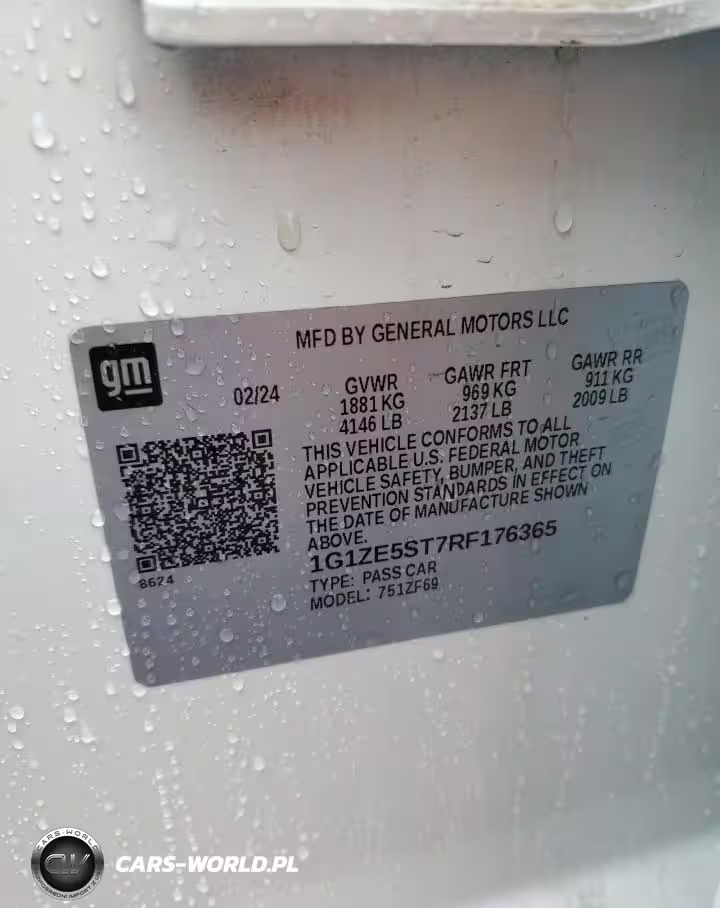 MFD BY GENERAL MOTORS LLC
gm
02/24
GVWR
1881 KG
4146 LB
GAWR FRT
969 KG
2137 LB
GAWR RR
911 KG
2009 LB
THIS VEHICLE CONFORMS TO ALL
APPLICABLE U.S. FEDERAL MOTOR
VEHICLE SAFETY, BUMPER, AND THEFT
PREVENTION STANDARDS IN EFFECT ON
THE DATE OF MANUFACTURE SHOWN
ABOVE.
1G1ZE5ST7RF176365
TYPE: PASS CAR
MODEL: 751ZF69
8624
CARS-WORLD
CW
CARS-WORLD.PL